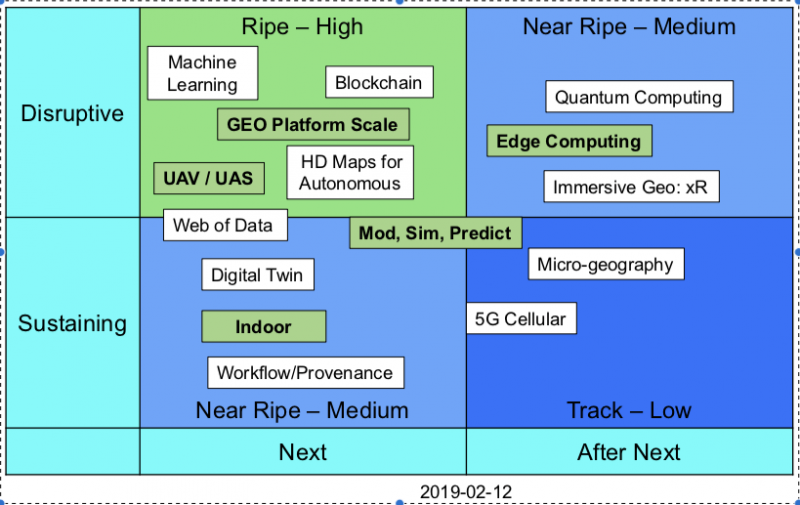 Ripe – High
Near Ripe – Medium
Disruptive
Machine
Learning
Blockchain
GEO Platform Scale
UAV / UAS
HD Maps for
Autonomous
Quantum Computing
Edge Computing
Immersive Geo: xR
Web of Data
Mod, Sim, Predict
Sustaining
Digital Twin
Indoor
Workflow/Provenance
Near Ripe – Medium
Micro-geography
5G Cellular
Track – Low
Next
After Next
2019-02-12